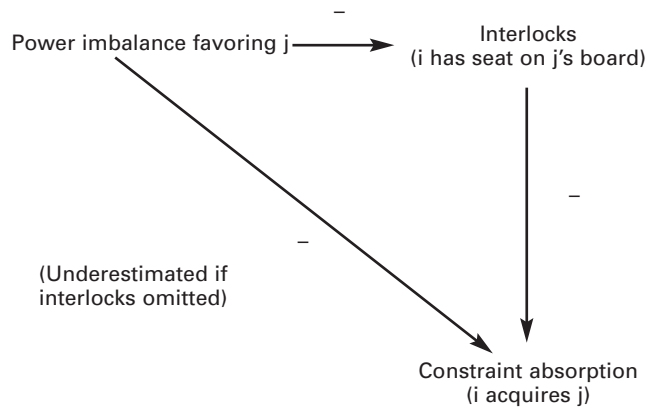 –
Power imbalance favoring j
Interlocks
(i has seat on j's board)
–
–
(Underestimated if
interlocks omitted)
Constraint absorption
(i acquires j)